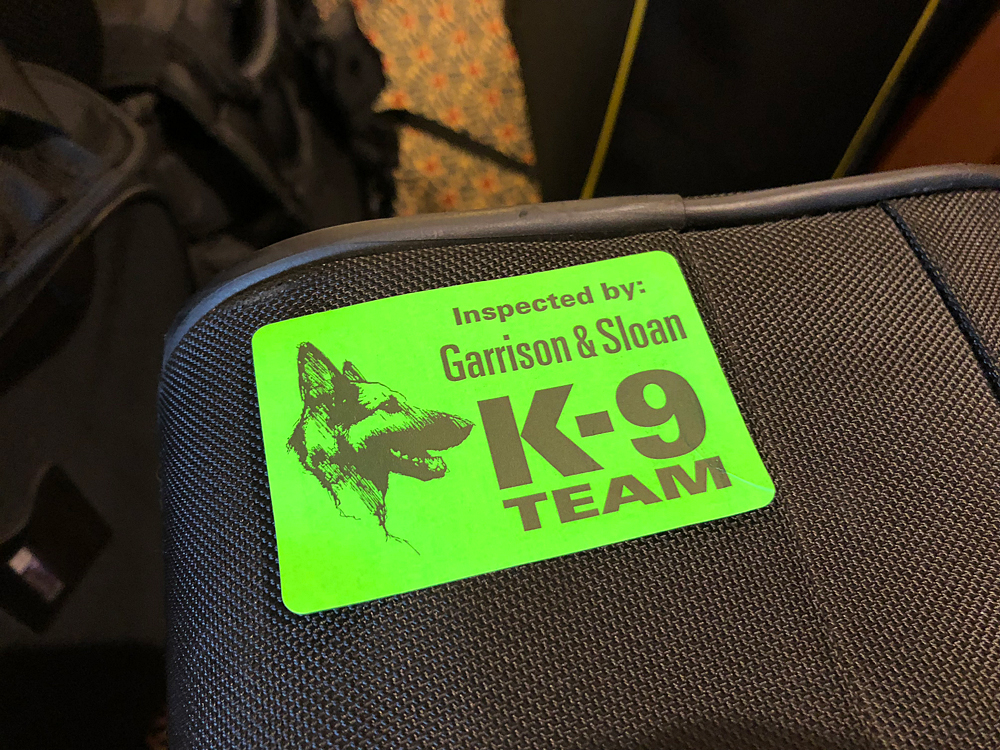 Inspected by:
Garrison & Sloan
K-9
TEAM